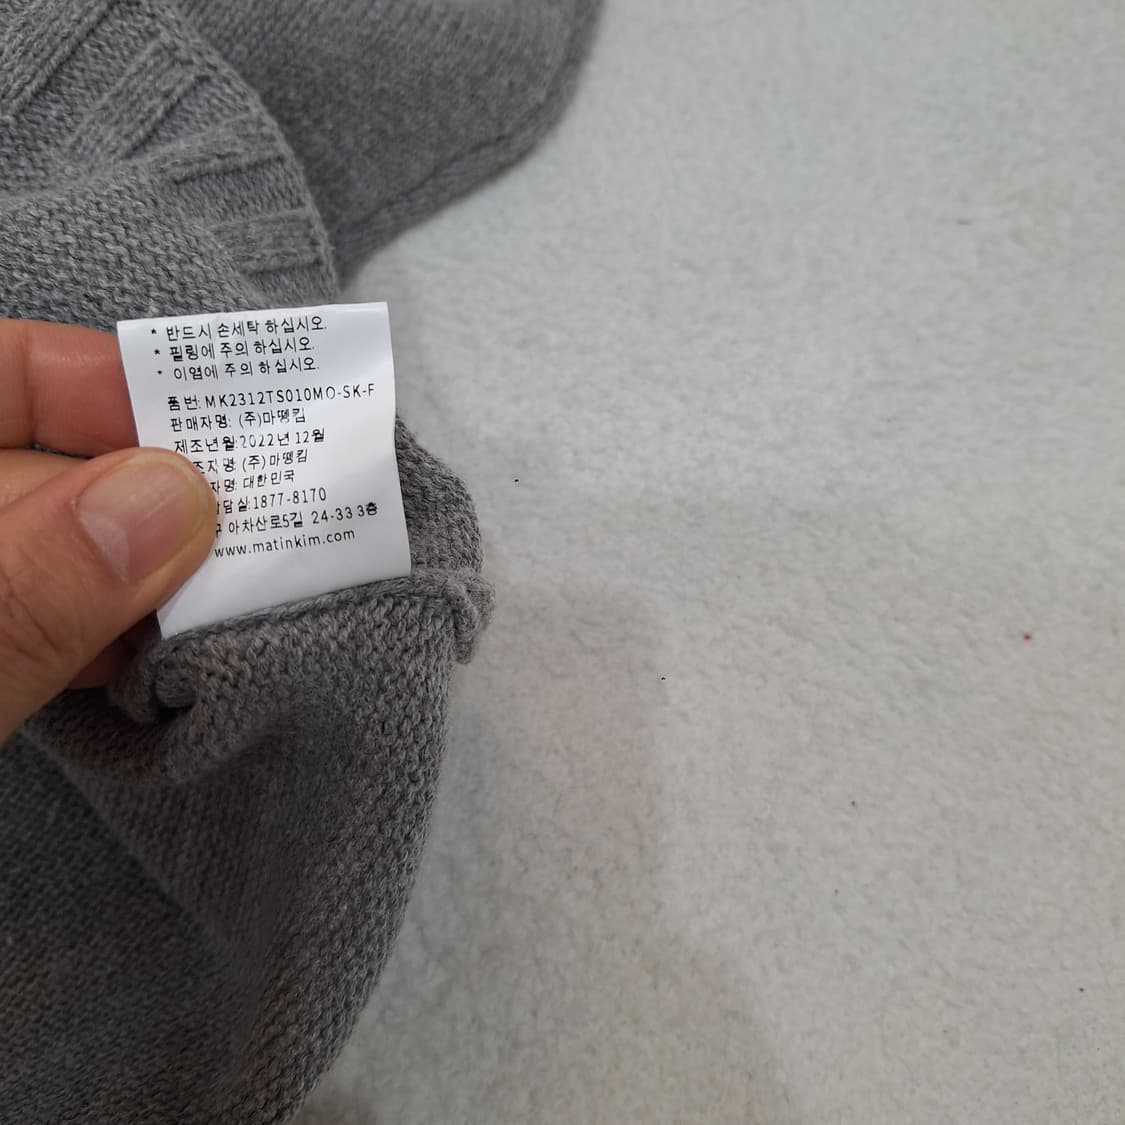 * 반드시 손세탁 하십시오.
* 필링에 주의 하십시오.
* 이염에 주의 하십시오.
품번: MK2312TS010MO-SK-F
판매자명: (주)마뗑킴
제조년월:2022년 12월
조자명: (주)마뗑킴
자명: 대한민국
담실:1877-8170
구 아차산로5길 24-33 3층
www.matinkim.com